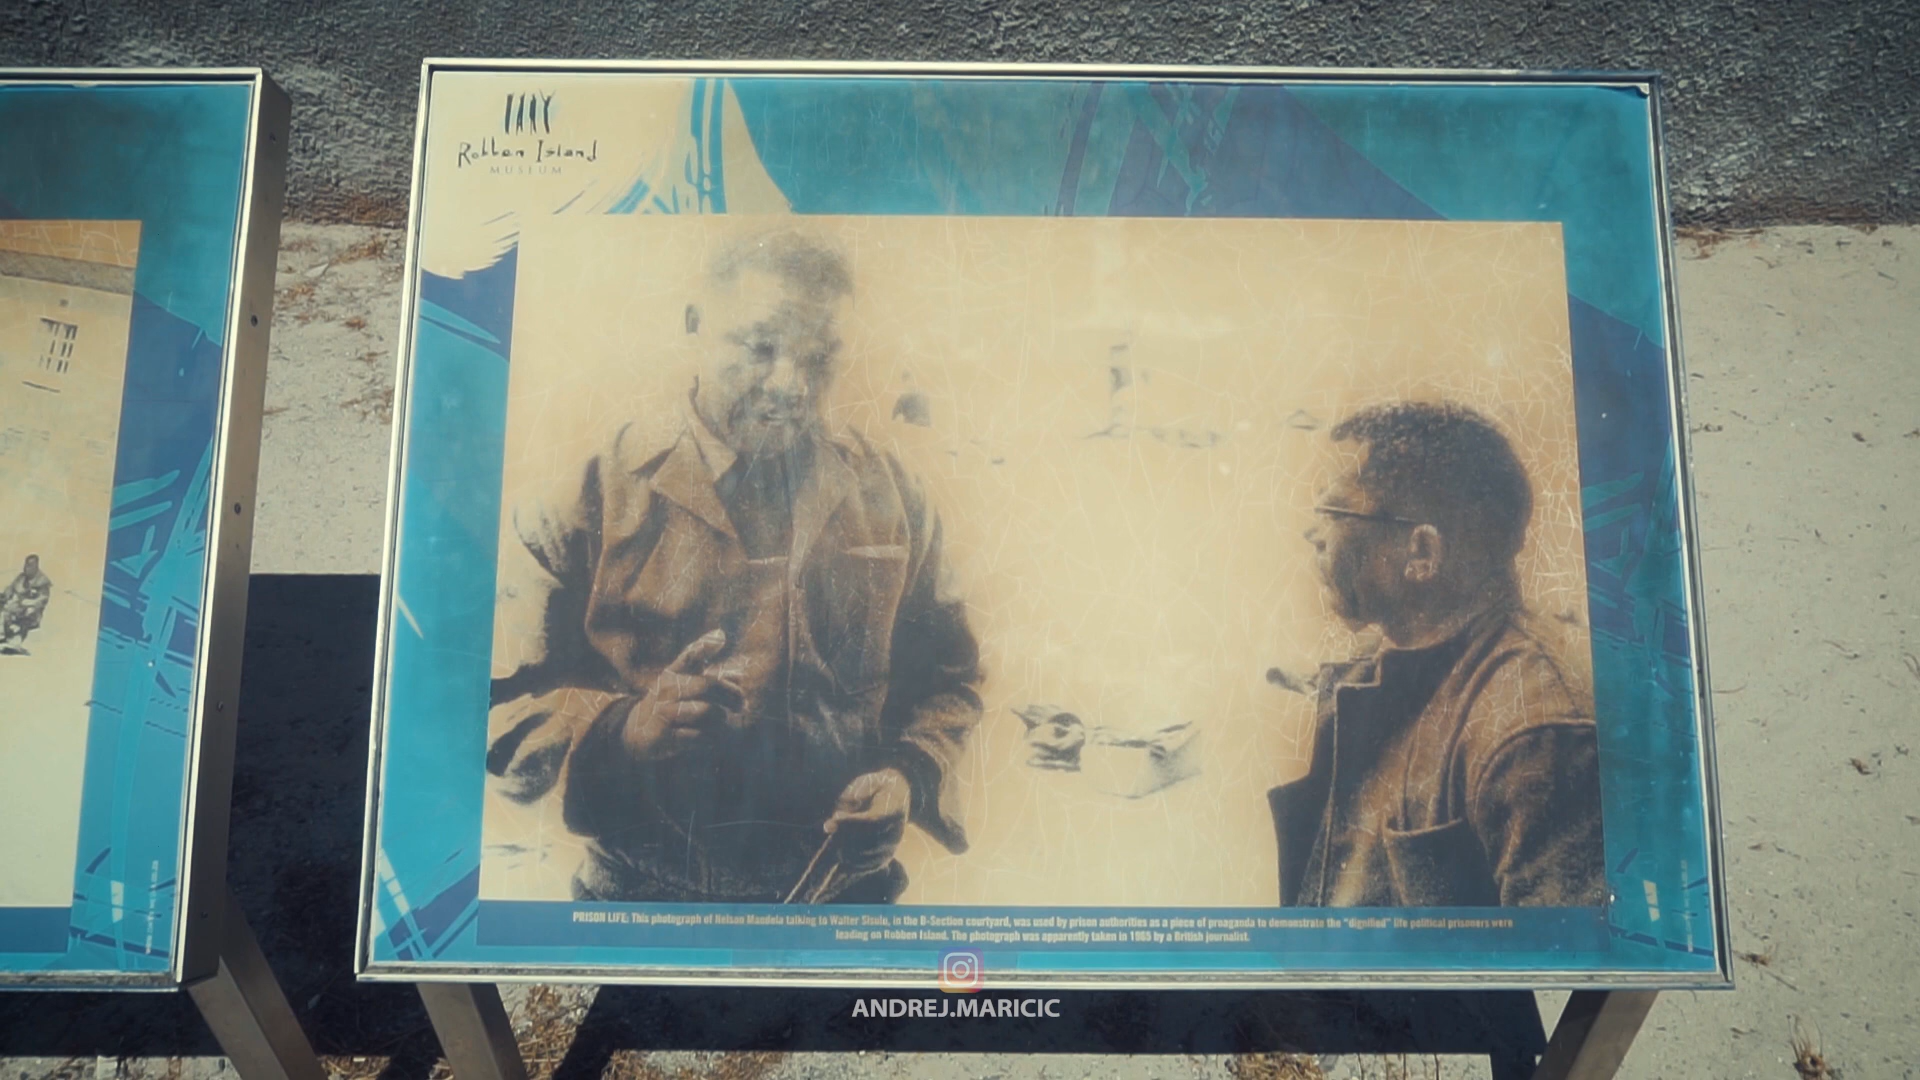 Robben Island
MUSEUM
PRISON LIFE: This photograph of Nelson Mandela talking to Walter Sisulu, in the B-Section courtyard, was used by prison authorities as a piece of proaganda to demonstrate the "dignified" life political prisoners were
leading on Robben Island. The photograph was apparently taken in 1965 by a British journalist.
ANDREJ.MARICIC